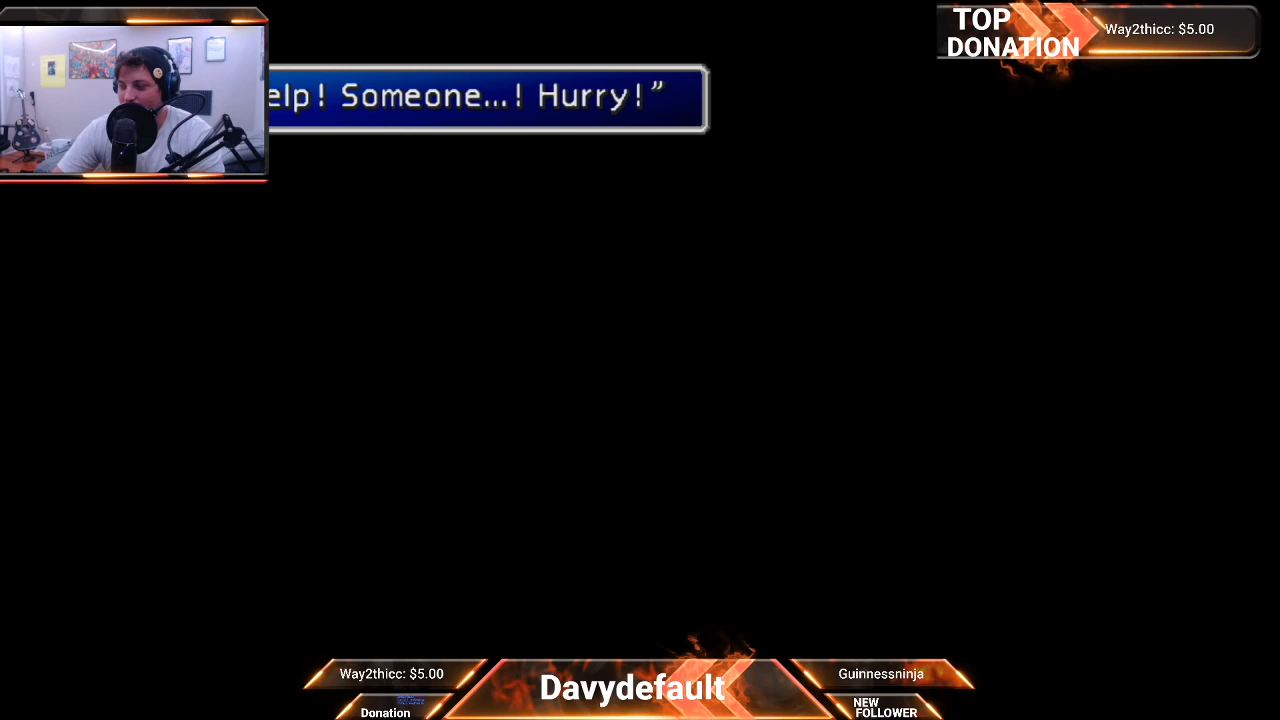 TOP
DONATION
Way2thicc: $5.00
elp! Someone...! Hurry!”
Way2thicc: $5.00
Donation
Davydefault
Guinnessninja
NEW
FOLLOWER